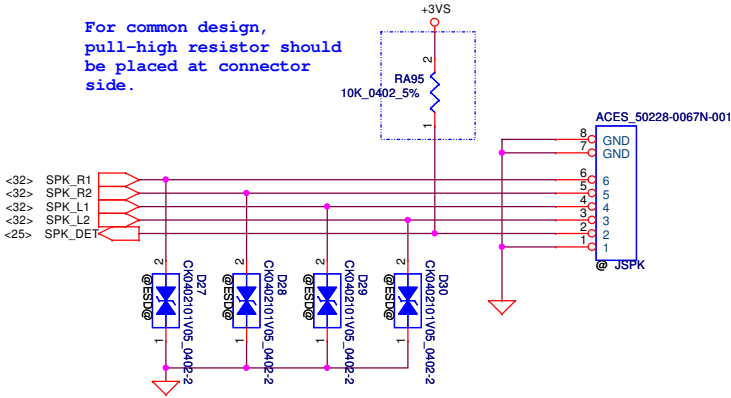 +3VS
For common design,
pull-high resistor should
be placed at connector
side.
2
RA95
10K_0402_5%
1
ACES_50228-0067N-001
8 GND
7 GND
<32> SPK_R1 6 6
<32> SPK_R2 5 5
<32> SPK_L1 4 4
<32> SPK_L2 3 3
<25> SPK_DET 2 2
1 1
@ JSPK
2 1 D27 CK0402101V05_0402-2 @ESD@
2 1 D28 CK0402101V05_0402-2 @ESD@
2 1 D29 CK0402101V05_0402-2 @ESD@
2 1 D30 CK0402101V05_0402-2 @ESD@